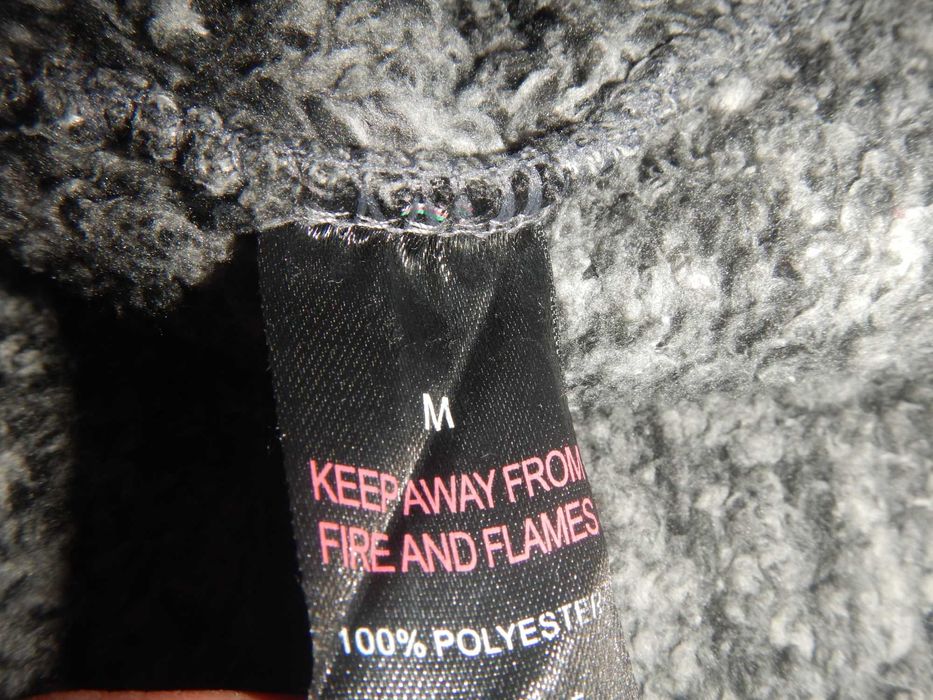 M
KEEP AWAY FROM
FIRE AND FLAMES
100% POLYESTER